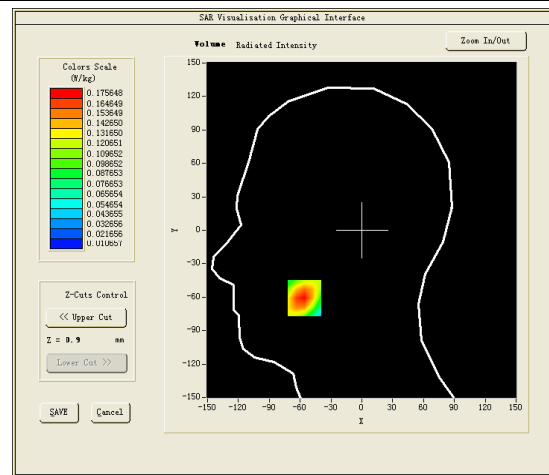 SAR Visualisation Graphical Interface
Volume Radiated Intensity
Zoom In/Out
Colors Scale
(W/kg)
0.175648
0.164649
0.153649
0.142650
0.131650
0.120651
0.109652
0.098652
0.087653
0.076653
0.065654
0.054654
0.043655
0.032656
0.021656
0.010657
Z-Cuts Control
<< Upper Cut
Z = 0.9 mm
Lower Cut >>
SAVE Cancel
150
120
90
60
30
0
-30
-60
-90
-120
-150
Y
-150 -120 -90 -60 -30 0 30 60 90 120 150
X